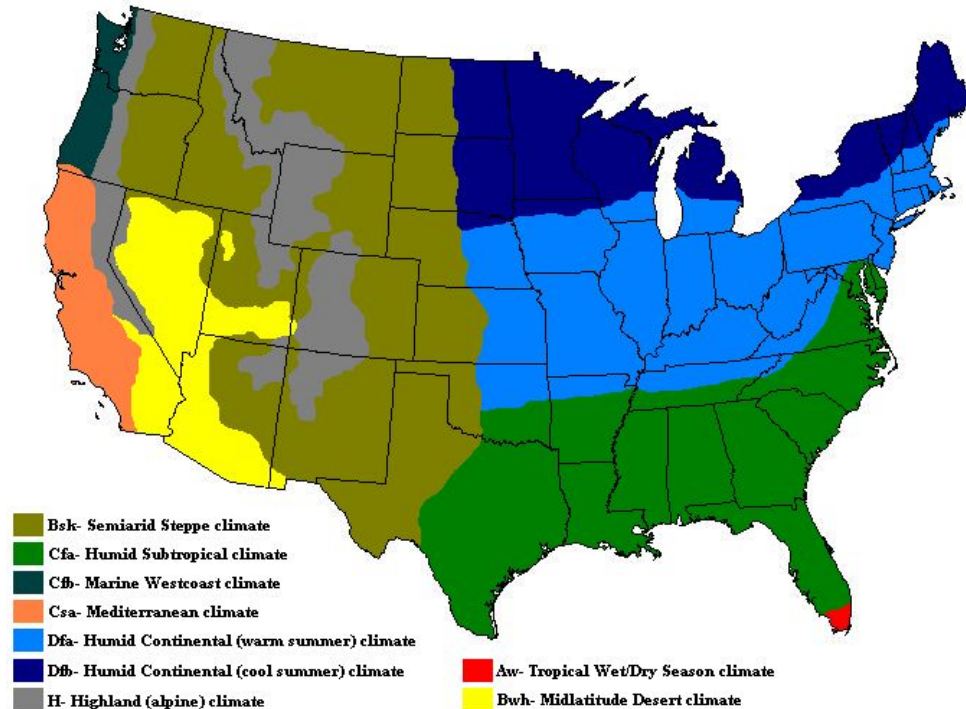 Bsk- Semiarid Steppe climate
Cfa- Humid Subtropical climate
Cfb- Marine Westcoast climate
Csa- Mediterranean climate
Dfa- Humid Continental (warm summer) climate
Dfb- Humid Continental (cool summer) climate
H- Highland (alpine) climate
Aw- Tropical Wet/Dry Season climate
Bwh- Midlatitude Desert climate